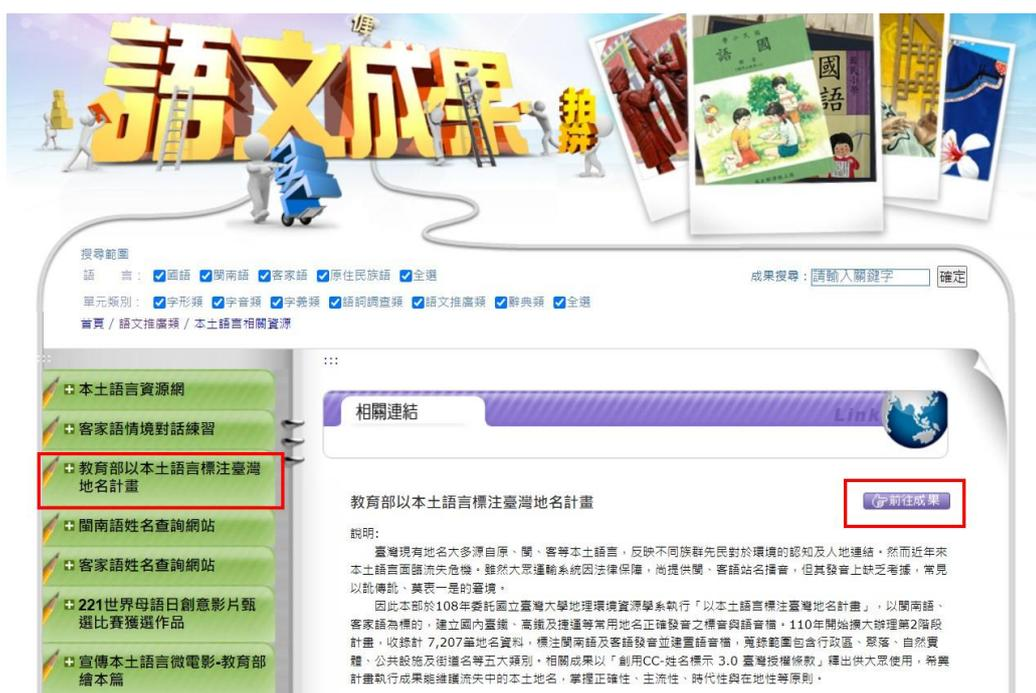 語文成果
搜尋範圍
語　言： 國語 閩南語 客家語 原住民族語 全選
成果搜尋：請輸入關鍵字 確定
單元類別： 字形類 字音類 字義類 語詞調查類 語文推廣類 辭典類 全選
首頁 / 語文推廣類 / 本土語言相關資源
:::
:::
本土語言資源網
客家語情境對話練習
教育部以本土語言標注臺灣
地名計畫
閩南語姓名查詢網站
客家語姓名查詢網站
221世界母語日創意影片甄
選比賽獲選作品
宣傳本土語言微電影-教育部
繪本篇
相關連結
Link
教育部以本土語言標注臺灣地名計畫
前往成果
說明:
臺灣現有地名大多源自原、閩、客等本土語言，反映不同族群先民對於環境的認知及人地連結。然而近年來
本土語言面臨流失危機。雖然大眾運輸系統因法律保障，尚提供閩、客語站名播音，但其發音上缺乏考據，常見
以訛傳訛、莫衷一是的窘境。
因此本部於108年委託國立臺灣大學地理環境資源學系執行「以本土語言標注臺灣地名計畫」，以閩南語、
客家語為標的，建立國內臺鐵、高鐵及捷運等常用地名正確發音之標音與語音檔。110年開始擴大辦理第2階段
計畫，收錄計 7,207筆地名資料，標注閩南語及客語發音並建置語音檔，蒐錄範圍包含行政區、聚落、自然實
體、公共設施及街道名等五大類別。相關成果以「創用CC-姓名標示 3.0 臺灣授權條款」釋出供大眾使用，希冀
計畫執行成果能維護流失中的本土地名，掌握正確性、主流性、時代性與在地性等原則。
國語
國語